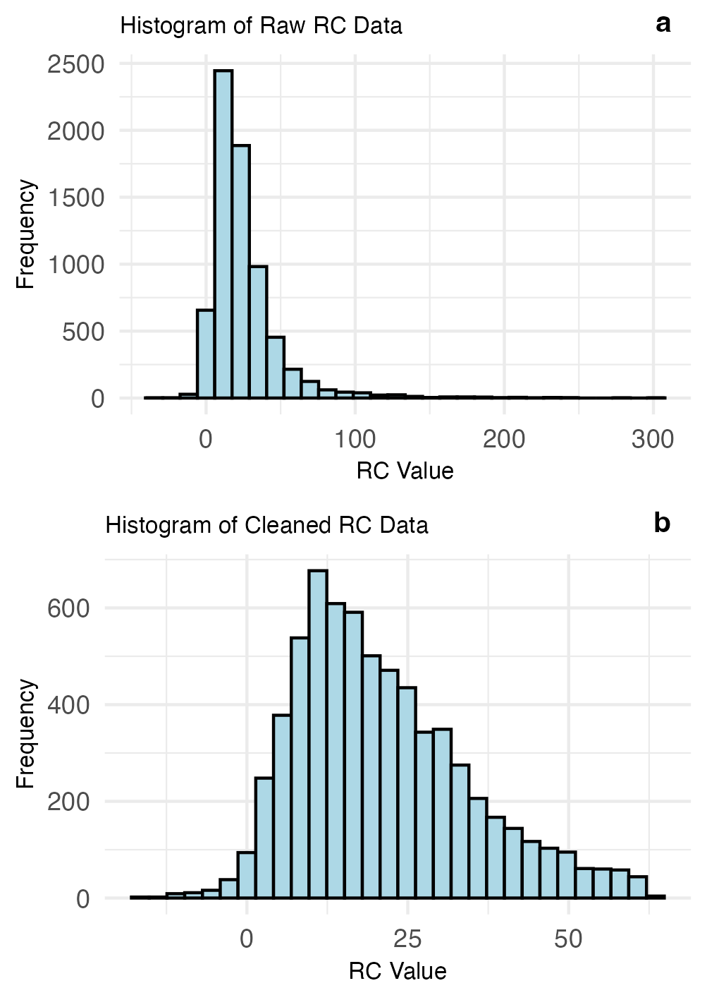 Histogram of Raw RC Data
a
2500
2000
1500
1000
500
0
Frequency
0 100 200 300
RC Value
Histogram of Cleaned RC Data
b
600
400
200
0
Frequency
0 25 50
RC Value